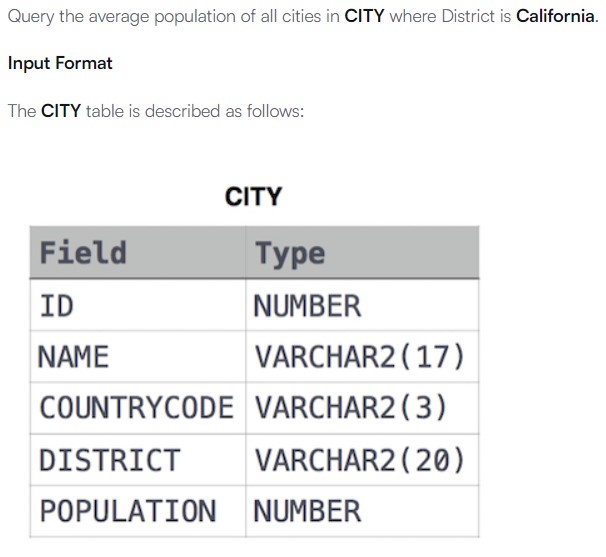 Query the average population of all cities in CITY where District is California.
Input Format
The CITY table is described as follows:
CITY
Field Type
ID NUMBER
NAME VARCHAR2(17)
COUNTRYCODE VARCHAR2(3)
DISTRICT VARCHAR2(20)
POPULATION NUMBER